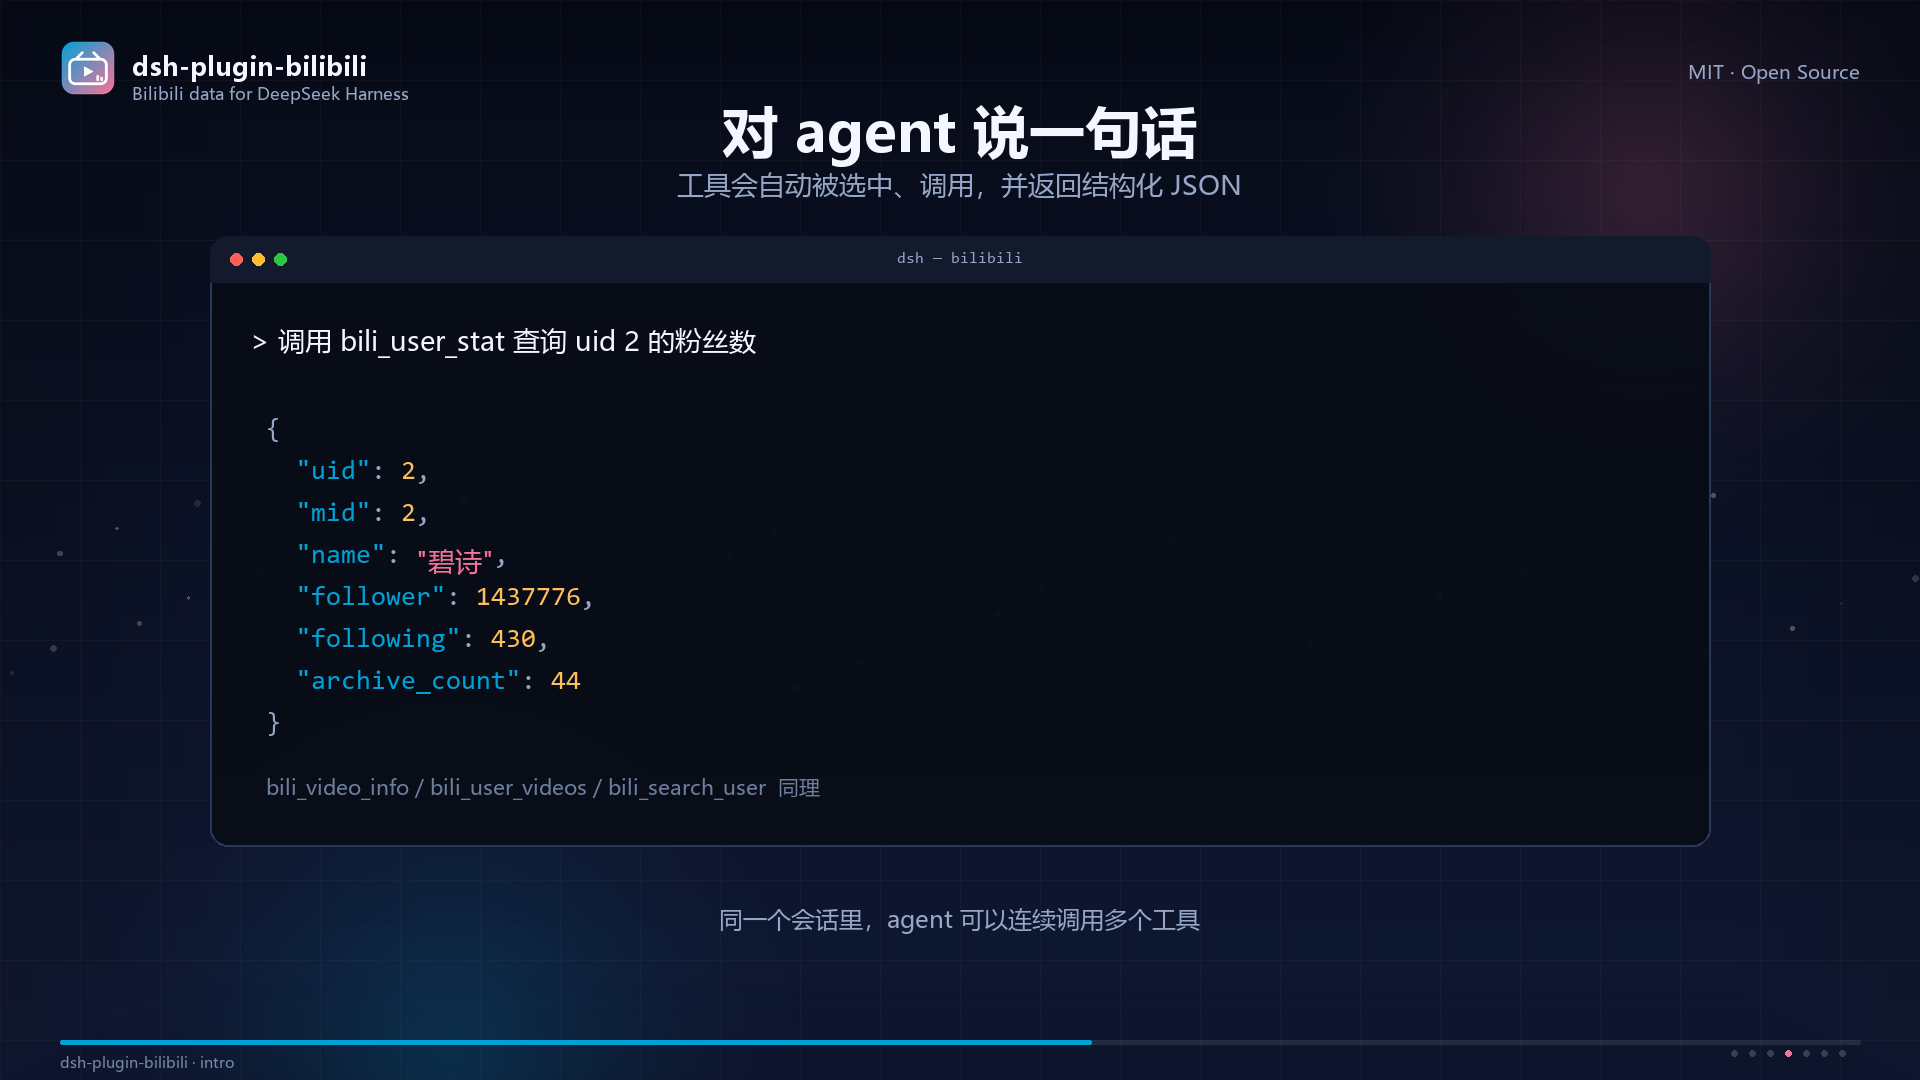 dsh-plugin-bilibili
Bilibili data for DeepSeek Harness
MIT · Open Source
对 agent 说一句话
工具会自动被选中、调用，并返回结构化 JSON
dsh — bilibili
> 调用 bili_user_stat 查询 uid 2 的粉丝数
{
"uid": 2,
"mid": 2,
"name": "碧诗",
"follower": 1437776,
"following": 430,
"archive_count": 44
}
bili_video_info / bili_user_videos / bili_search_user 同理
同一个会话里，agent 可以连续调用多个工具
dsh-plugin-bilibili · intro